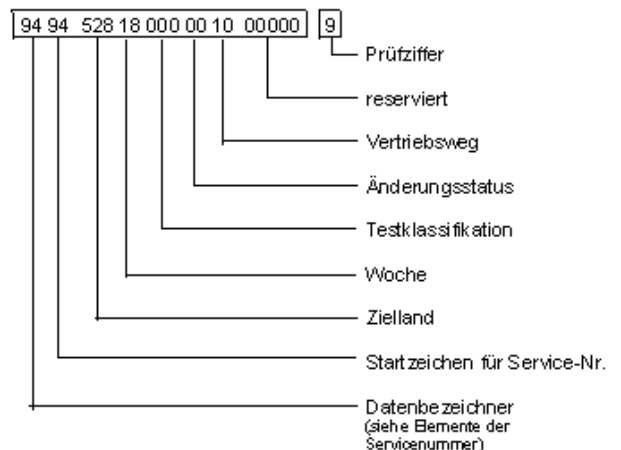 94 94 528 18 000 00 10 00000 9
Prüfziffer
reserviert
Vertriebsweg
Änderungsstatus
Testklassifikation
Woche
Zielland
Startzeichen für Service-Nr.
Datenbezeichner
(siehe Elemente der
Servicenummer)